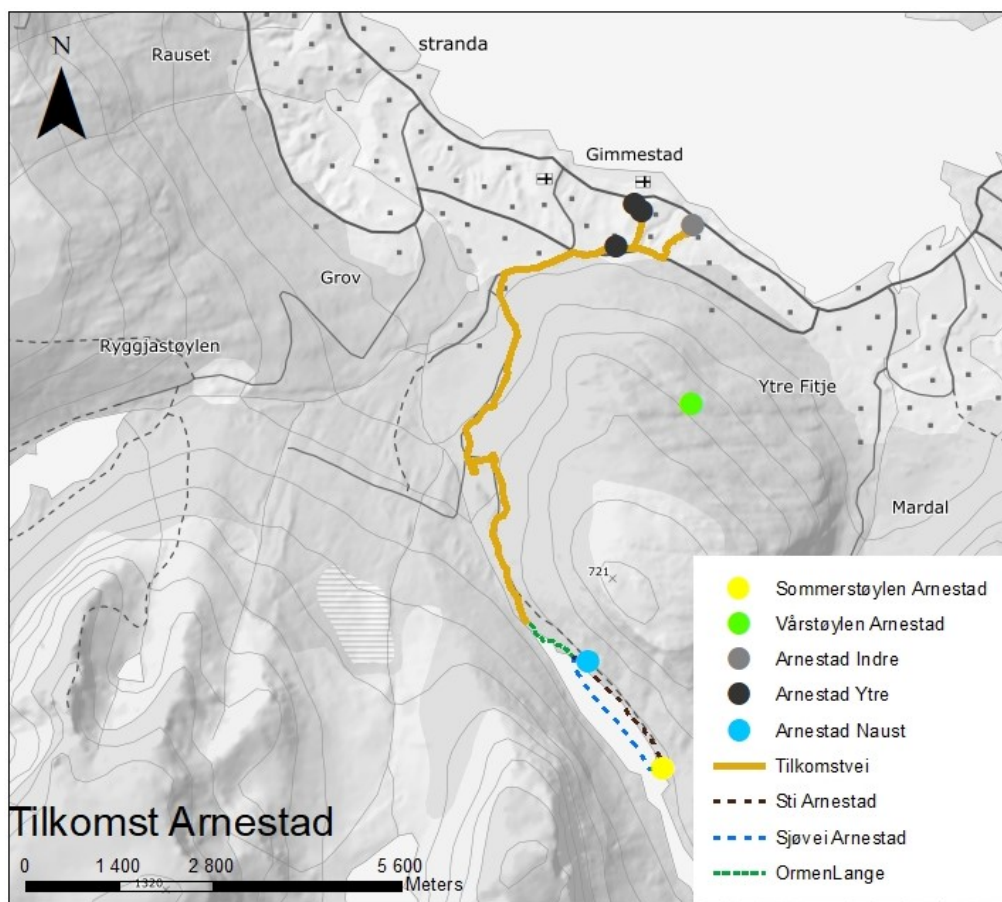 stranda
Rauset
N
Gimmestad
Grov
Ryggjastøylen
Ytre Fitje
Mardal
721
Sommerstøylen Arnestad
Vårstøylen Arnestad
Arnestad Indre
Arnestad Ytre
Arnestad Naust
Tilkomstvei
Sti Arnestad
Sjøvei Arnestad
OrmenLange
Tilkomst Arnestad
0 1 400 2 800 5 600
Meters
1320